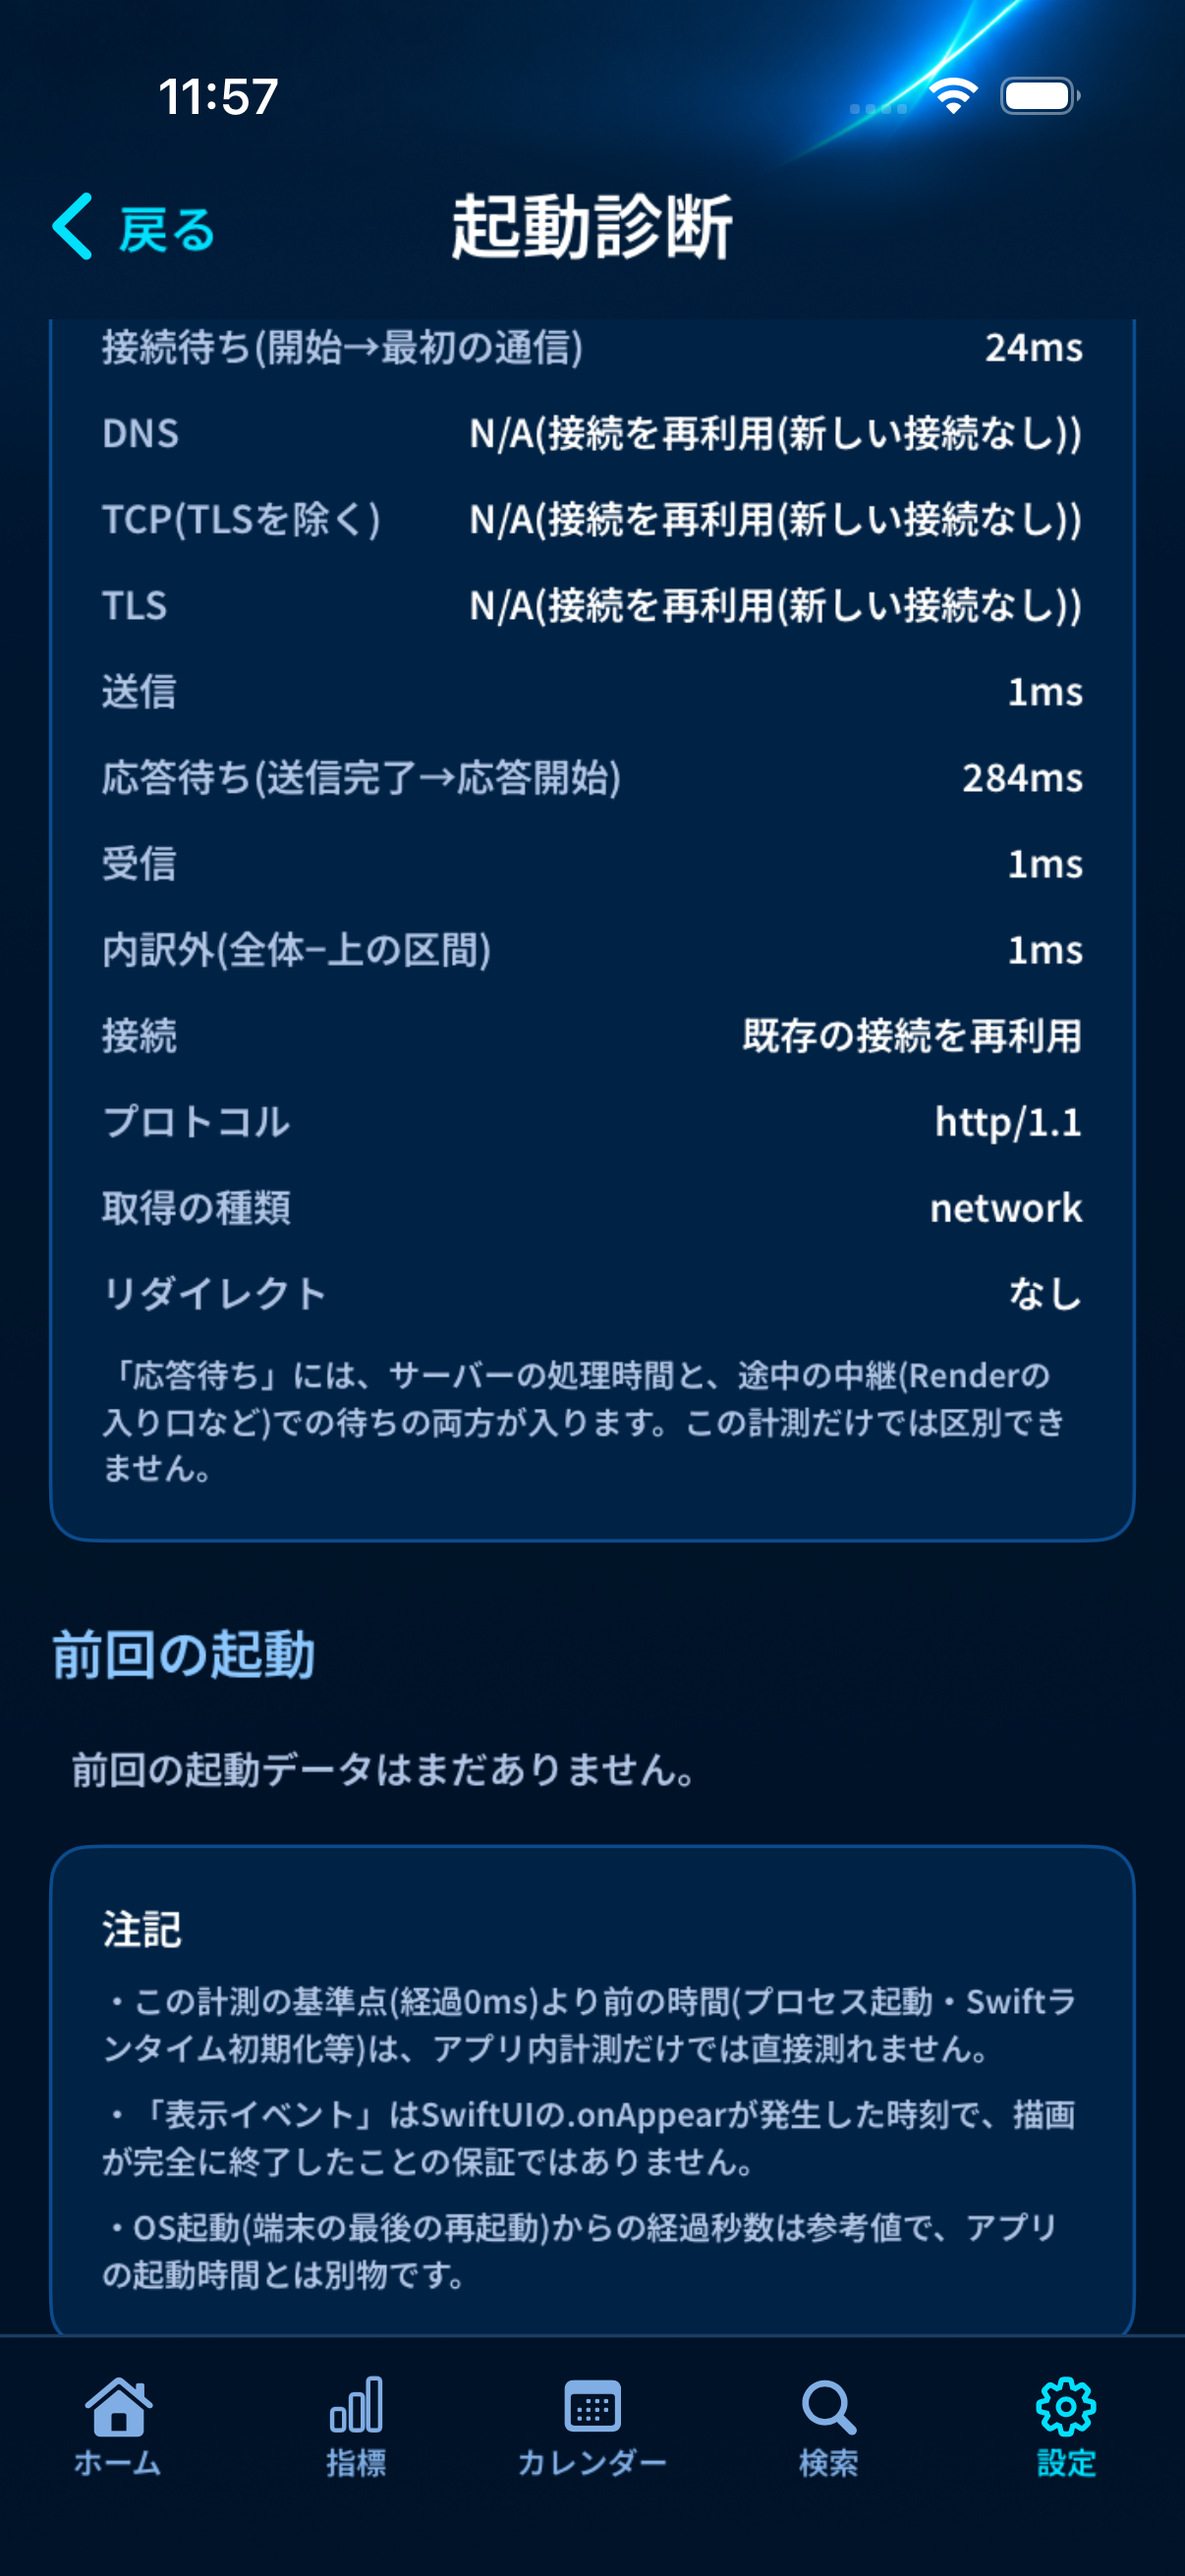 11:57
戻る
起動診断
接続待ち(開始→最初の通信) 24ms
DNS N/A(接続を再利用(新しい接続なし))
TCP(TLSを除く) N/A(接続を再利用(新しい接続なし))
TLS N/A(接続を再利用(新しい接続なし))
送信 1ms
応答待ち(送信完了→応答開始) 284ms
受信 1ms
内訳外(全体−上の区間) 1ms
接続 既存の接続を再利用
プロトコル http/1.1
取得の種類 network
リダイレクト なし
「応答待ち」には、サーバーの処理時間と、途中の中継(Renderの
入り口など)での待ちの両方が入ります。この計測だけでは区別でき
ません。
前回の起動
前回の起動データはまだありません。
注記
・この計測の基準点(経過0ms)より前の時間(プロセス起動・Swiftラ
ンタイム初期化等)は、アプリ内計測だけでは直接測れません。
・「表示イベント」はSwiftUIの.onAppearが発生した時刻で、描画
が完全に終了したことの保証ではありません。
・OS起動(端末の最後の再起動)からの経過秒数は参考値で、アプリ
の起動時間とは別物です。
ホーム 指標 カレンダー 検索 設定